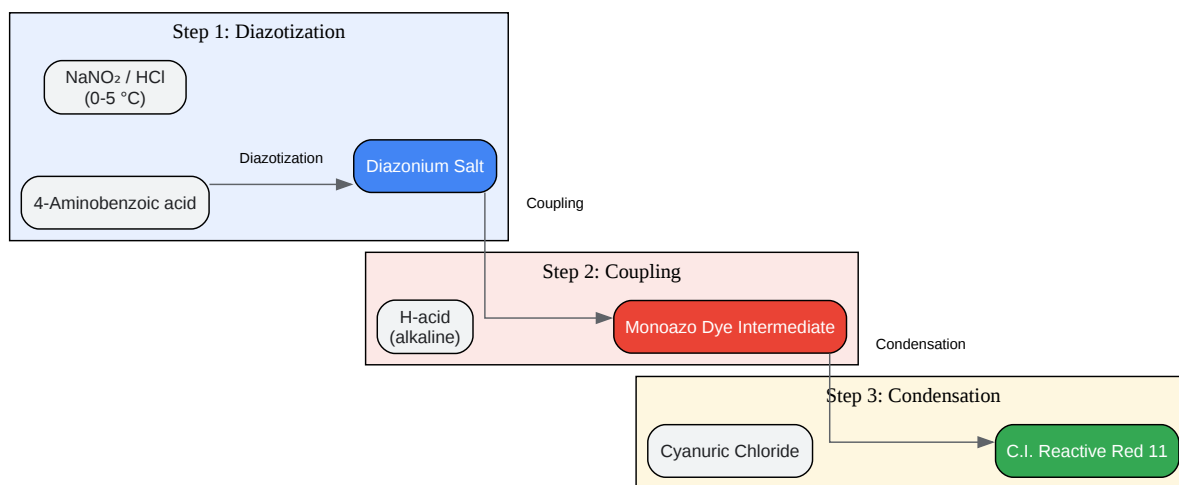 Step 1: Diazotization
NaNO₂ / HCl
(0-5 °C)
4-Aminobenzoic acid
Diazotization
Diazonium Salt
Coupling
Step 2: Coupling
H-acid
(alkaline)
Monoazo Dye Intermediate
Condensation
Step 3: Condensation
Cyanuric Chloride
C.I. Reactive Red 11